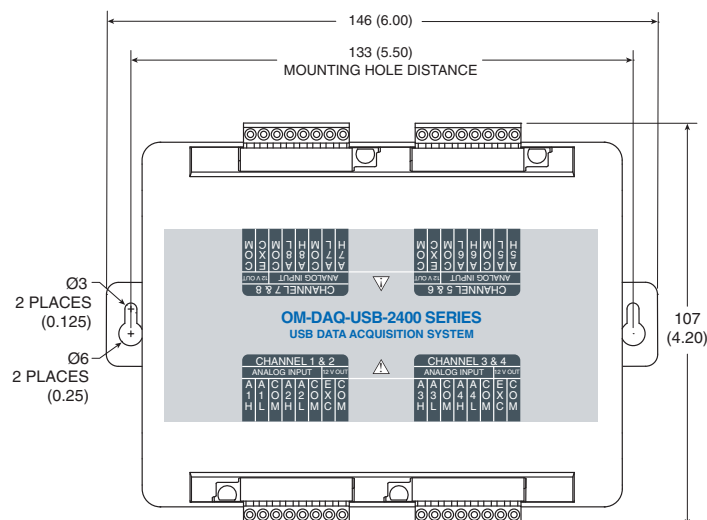 146 (6.00)
133 (5.50)
MOUNTING HOLE DISTANCE
COM EXC COM A8L A8H COM A7L A7H
12 V OUT ANALOG INPUT
CHANNEL 7 & 8
COM EXC COM A6L A6H COM A5L A5H
12 V OUT ANALOG INPUT
CHANNEL 5 & 6
Ø3
2 PLACES
(0.125)
Ø6
2 PLACES
(0.25)
OM-DAQ-USB-2400 SERIES
USB DATA ACQUISITION SYSTEM
107
(4.20)
CHANNEL 1 & 2
ANALOG INPUT 12 V OUT
A1H A1L COM A2H A2L COM EXC COM
CHANNEL 3 & 4
ANALOG INPUT 12 V OUT
A3H A3L COM A4H A4L COM EXC COM